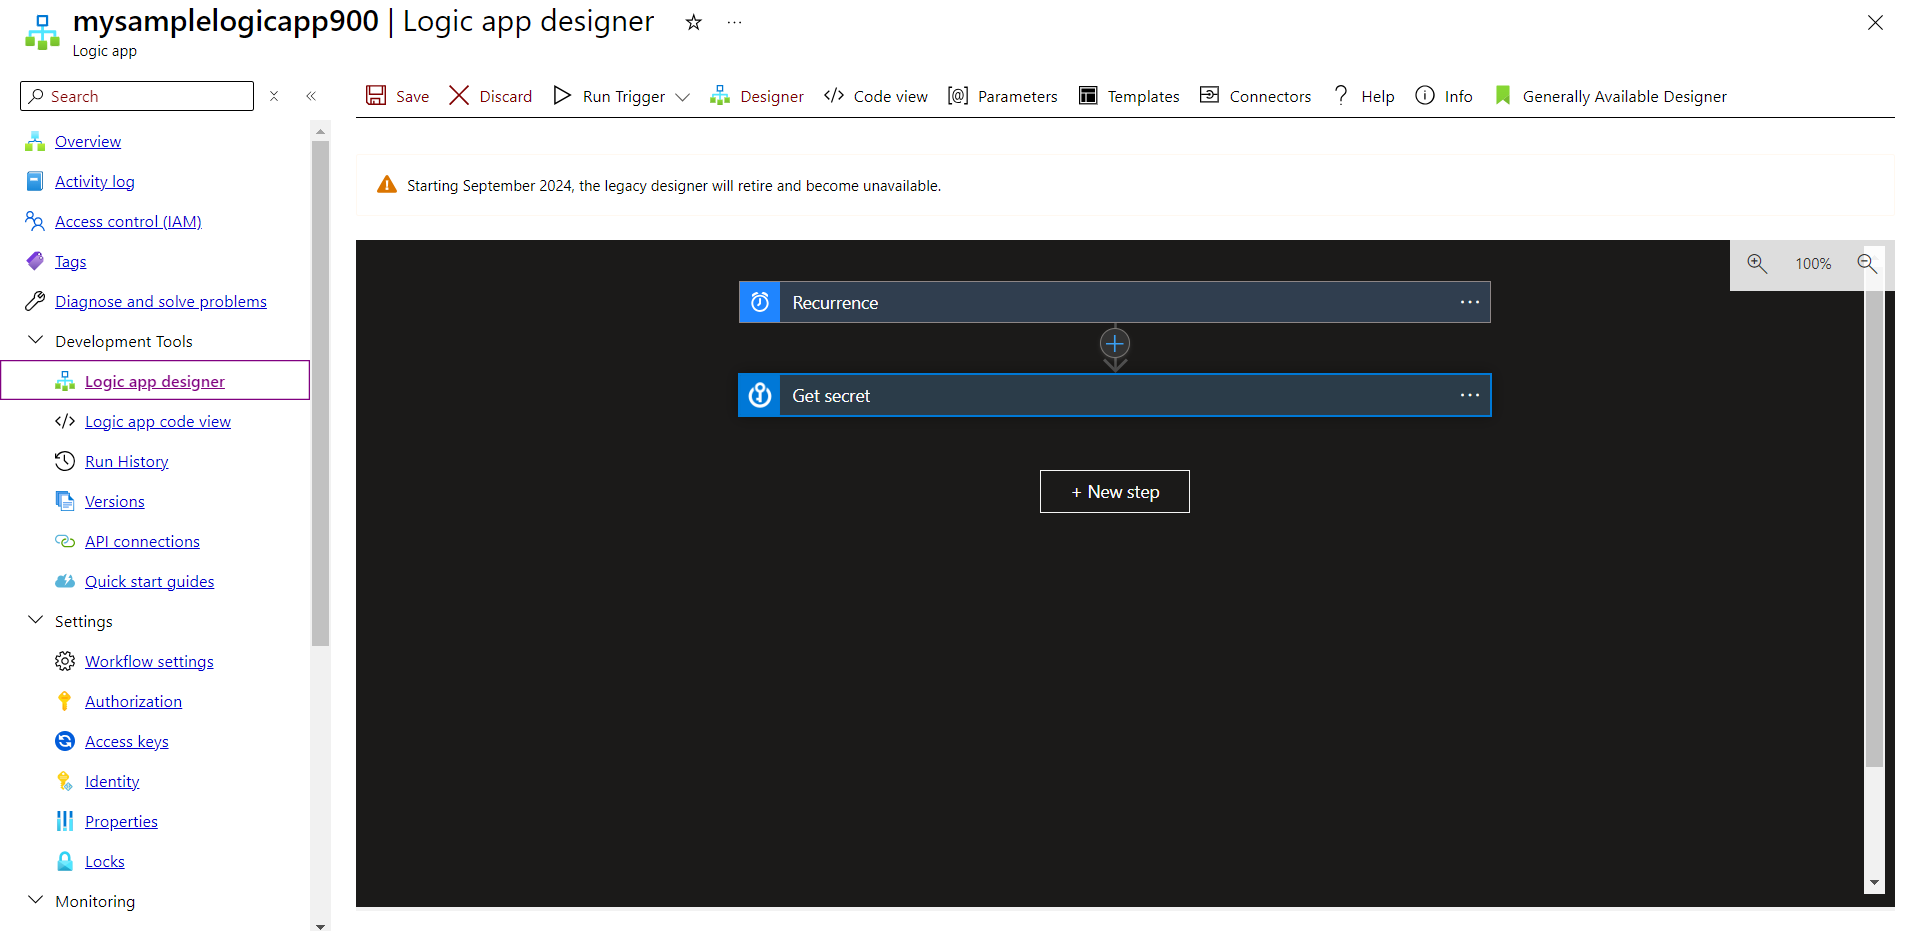 mysamplelogicapp900 | Logic app designer
Logic app
Search
Save
Discard
Run Trigger
Designer
Code view
Parameters
Templates
Connectors
Help
Info
Generally Available Designer
Overview
Activity log
Access control (IAM)
Tags
Diagnose and solve problems
Development Tools
Logic app designer
Logic app code view
Run History
Versions
API connections
Quick start guides
Settings
Workflow settings
Authorization
Access keys
Identity
Properties
Locks
Monitoring
Starting September 2024, the legacy designer will retire and become unavailable.
100%
Recurrence
Get secret
+ New step